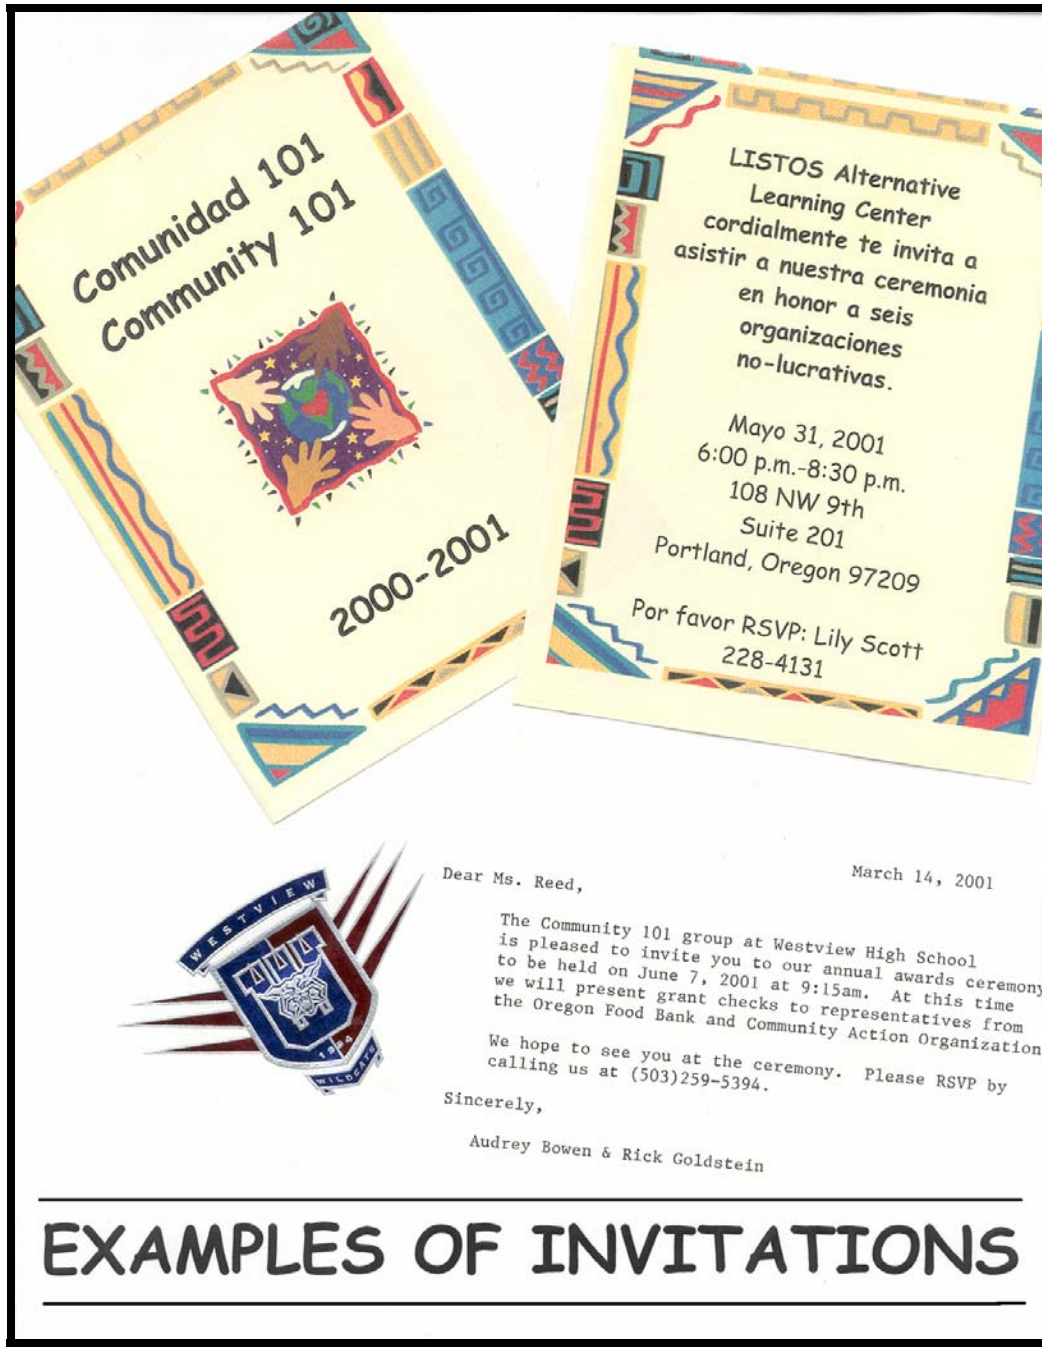 Comunidad 101
Community 101
2000-2001
LISTOS Alternative
Learning Center
cordialmente te invita a
asistir a nuestra ceremonia
en honor a seis
organizaciones
no-lucrativas.
Mayo 31, 2001
6:00 p.m.-8:30 p.m.
108 NW 9th
Suite 201
Portland, Oregon 97209
Por favor RSVP: Lily Scott
228-4131
WESTVIEW
1994
WILDCATS
March 14, 2001
Dear Ms. Reed,
The Community 101 group at Westview High School
is pleased to invite you to our annual awards ceremony
to be held on June 7, 2001 at 9:15am. At this time
we will present grant checks to representatives from
the Oregon Food Bank and Community Action Organization
We hope to see you at the ceremony. Please RSVP by
calling us at (503)259-5394.
Sincerely,
Audrey Bowen & Rick Goldstein
EXAMPLES OF INVITATIONS